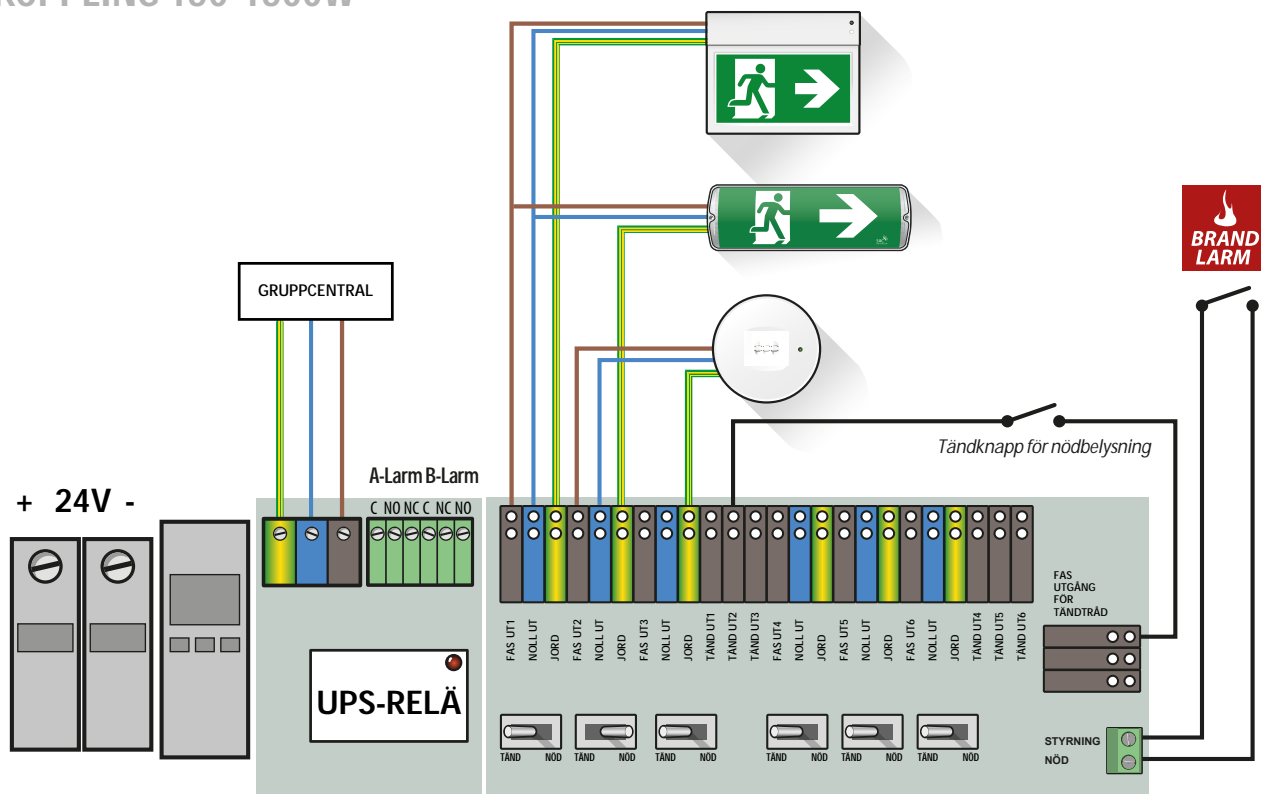 BRAND
LARM
GRUPPCENTRAL
Tändknapp för nödbelysning
A-Larm B-Larm
C NO NC C NC NO
+ 24V -
FAS
UTGÅNG
FÖR
TÄNDTRÅD
FAS UT1
NOLL UT
JORD
FAS UT2
NOLL UT
JORD
FAS UT3
NOLL UT
JORD
TÄND UT1
TÄND UT2
TÄND UT3
FAS UT4
NOLL UT
JORD
FAS UT5
NOLL UT
JORD
FAS UT6
NOLL UT
JORD
TÄND UT4
TÄND UT5
TÄND UT6
UPS-RELÄ
TÄND NÖD
TÄND NÖD
TÄND NÖD
TÄND NÖD
TÄND NÖD
TÄND NÖD
STYRNING
NÖD